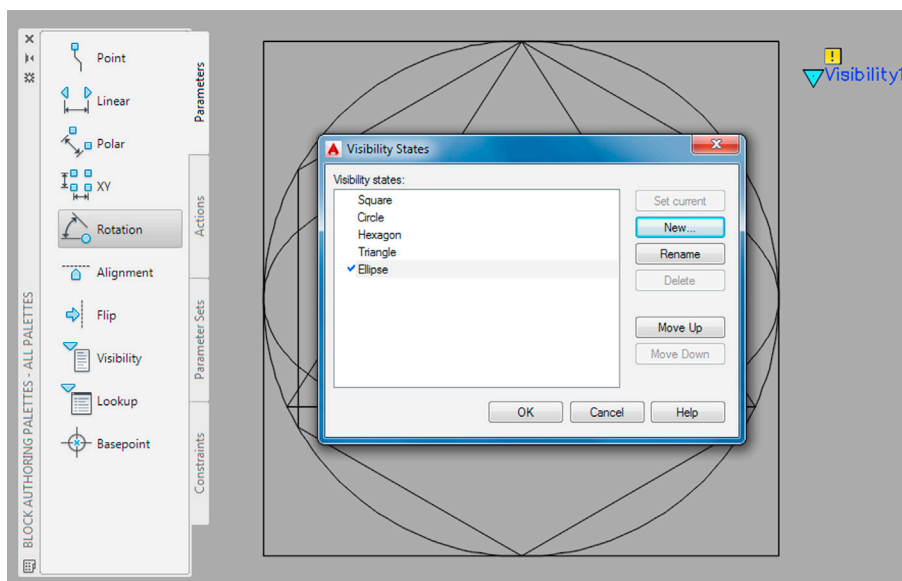 Point
Linear
Polar
XY
Rotation
Alignment
Flip
Visibility
Lookup
Basepoint
Parameters
Actions
Parameter Sets
Constraints
BLOCK AUTHORING PALETTES - ALL PALETTES
Visibility1
Visibility States
Visibility states:
Square
Circle
Hexagon
Triangle
Ellipse
Set current
New...
Rename
Delete
Move Up
Move Down
OK Cancel Help